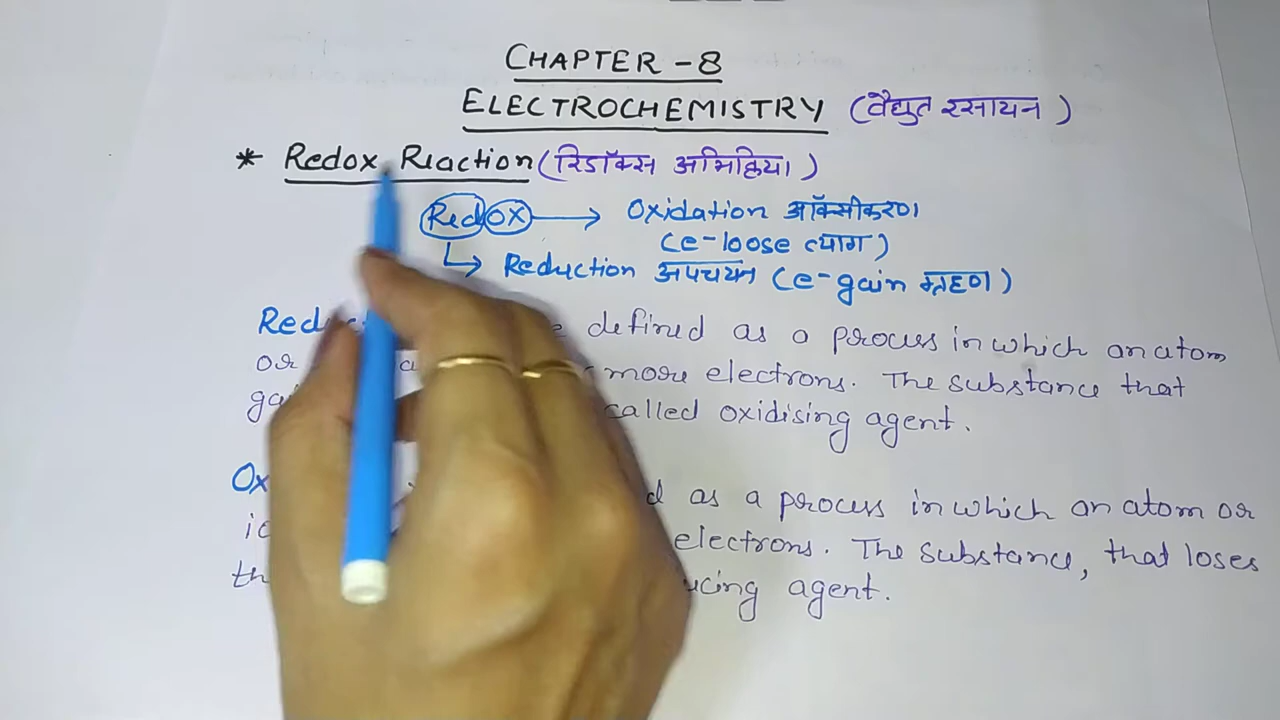 CHAPTER - 8
ELECTROCHEMISTRY (वैद्युत रसायन)
* Redox Reaction (रिडॉक्स अभिक्रिया)
Redox → Oxidation ऑक्सीकरण
(e- loose त्याग)
Reduction अपचयन (e- gain ग्रहण)
defined as a process in which an atom
or more electrons. The substance that
called oxidising agent.
Ox as a process in which an atom or
electrons. The substance, that loses
agent.